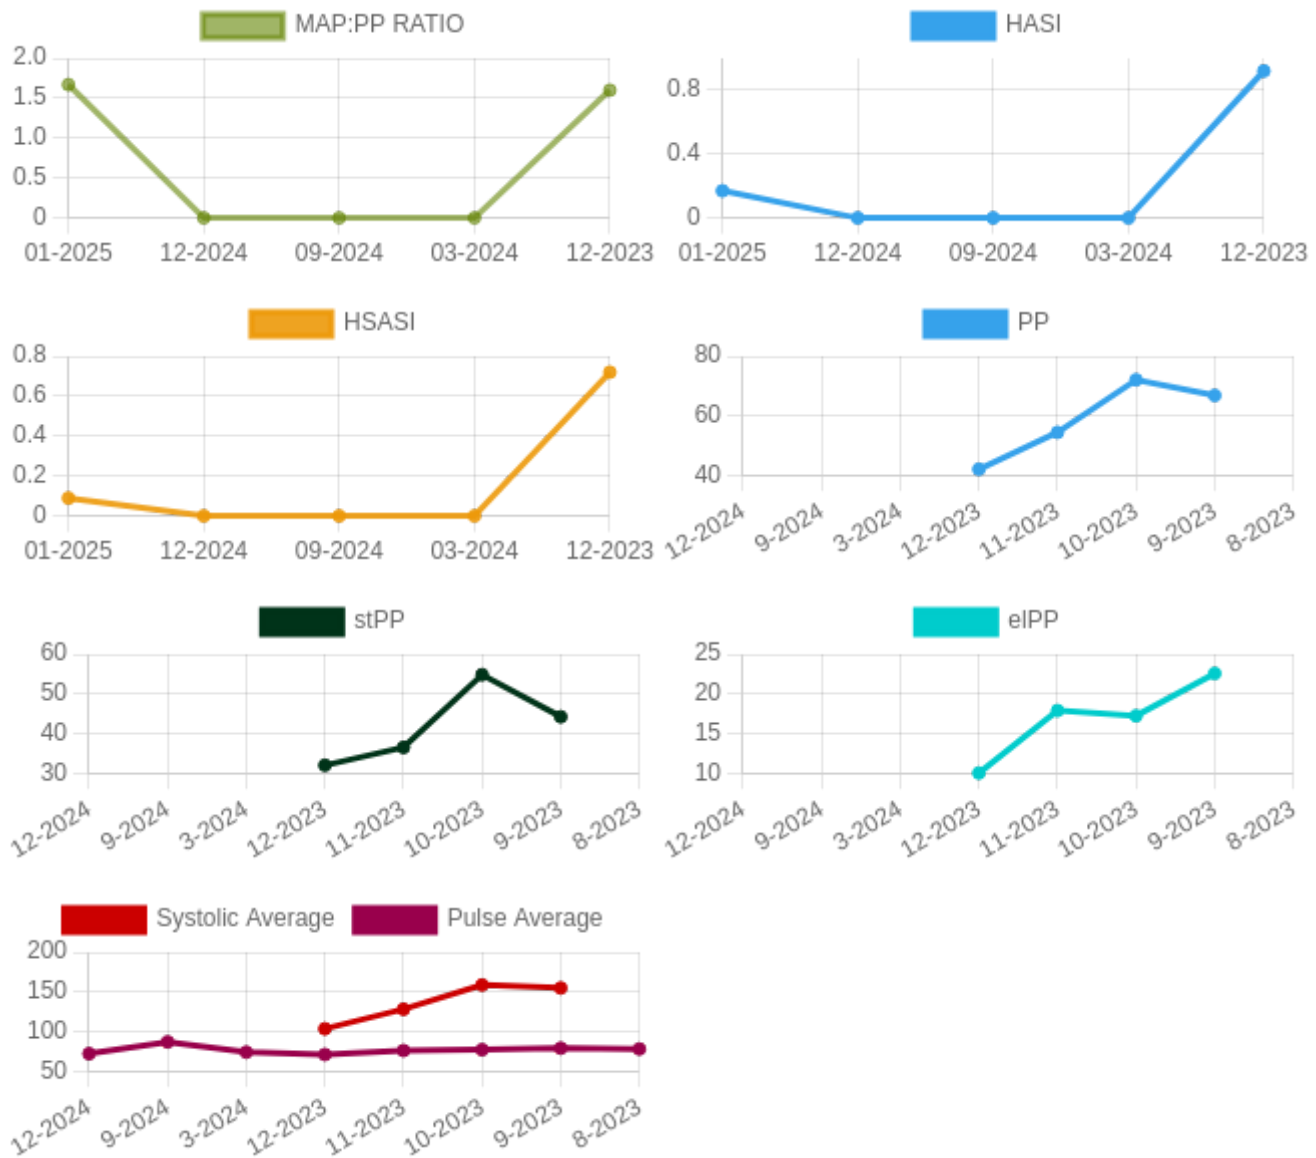 MAP:PP RATIO
2.0
1.5
1.0
0.5
0
01-2025 12-2024 09-2024 03-2024 12-2023
HASI
0.8
0.4
0
01-2025 12-2024 09-2024 03-2024 12-2023
HSASI
0.8
0.6
0.4
0.2
0
01-2025 12-2024 09-2024 03-2024 12-2023
PP
80
60
40
12-2024 9-2024 3-2024 12-2023 11-2023 10-2023 9-2023 8-2023
stPP
60
50
40
30
12-2024 9-2024 3-2024 12-2023 11-2023 10-2023 9-2023 8-2023
elPP
25
20
15
10
12-2024 9-2024 3-2024 12-2023 11-2023 10-2023 9-2023 8-2023
Systolic Average Pulse Average
200
150
100
50
12-2024 9-2024 3-2024 12-2023 11-2023 10-2023 9-2023 8-2023